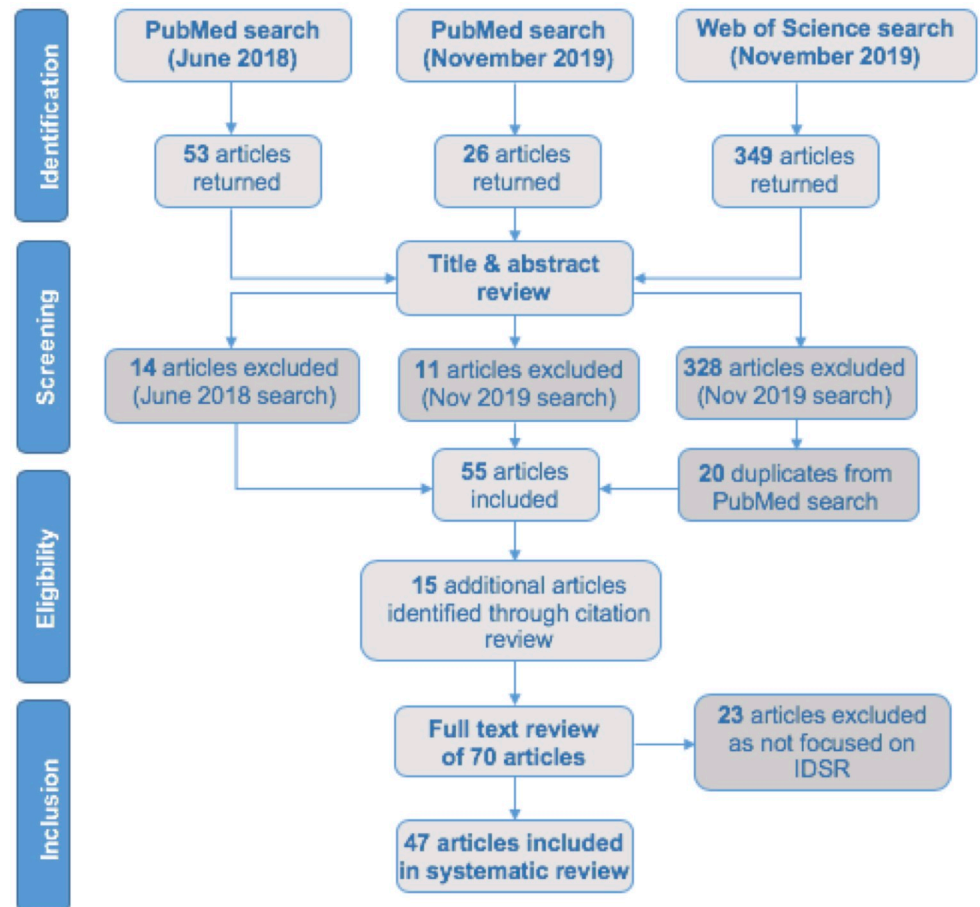 Identification
PubMed search
(June 2018)
PubMed search
(November 2019)
Web of Science search
(November 2019)
53 articles
returned
26 articles
returned
349 articles
returned
Screening
Title & abstract
review
14 articles excluded
(June 2018 search)
11 articles excluded
(Nov 2019 search)
328 articles excluded
(Nov 2019 search)
Eligibility
55 articles
included
20 duplicates from
PubMed search
15 additional articles
identified through citation
review
Inclusion
Full text review
of 70 articles
23 articles excluded
as not focused on
IDSR
47 articles included
in systematic review